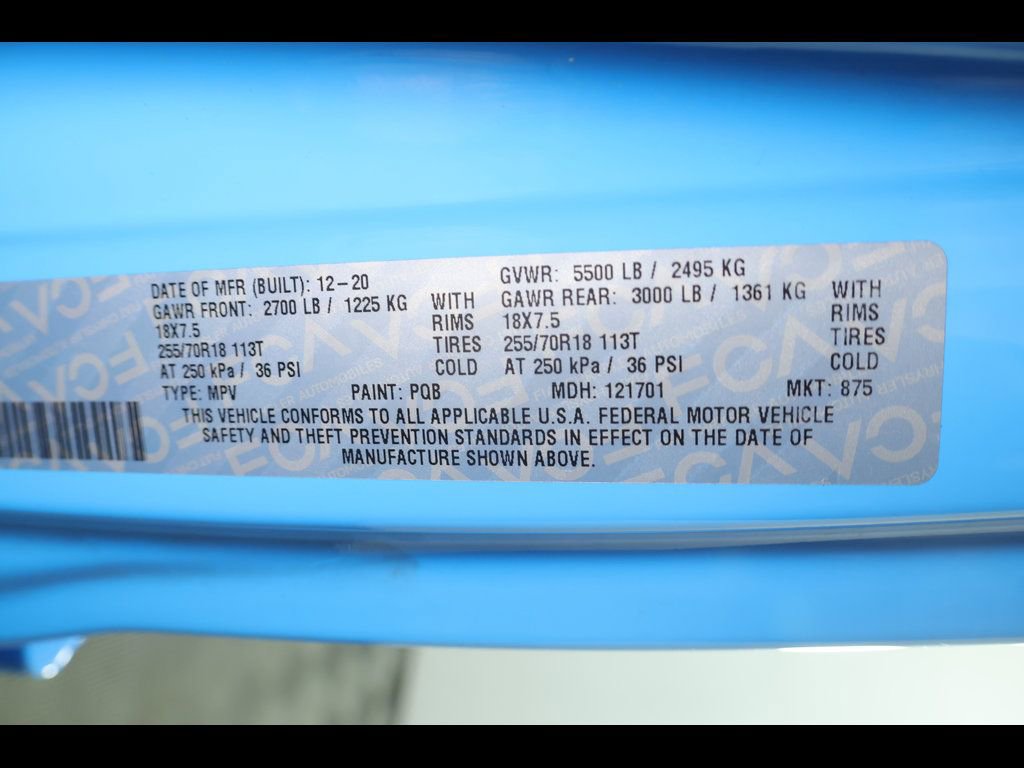 DATE OF MFR (BUILT): 12-20 GVWR: 5500 LB / 2495 KG
GAWR FRONT: 2700 LB / 1225 KG WITH GAWR REAR: 3000 LB / 1361 KG WITH
18X7.5 RIMS 18X7.5 RIMS
255/70R18 113T TIRES 255/70R18 113T TIRES
AT 250 kPa / 36 PSI COLD AT 250 kPa / 36 PSI COLD
TYPE: MPV PAINT: PQB MDH: 121701 MKT: 875
THIS VEHICLE CONFORMS TO ALL APPLICABLE U.S.A. FEDERAL MOTOR VEHICLE
SAFETY AND THEFT PREVENTION STANDARDS IN EFFECT ON THE DATE OF
MANUFACTURE SHOWN ABOVE.